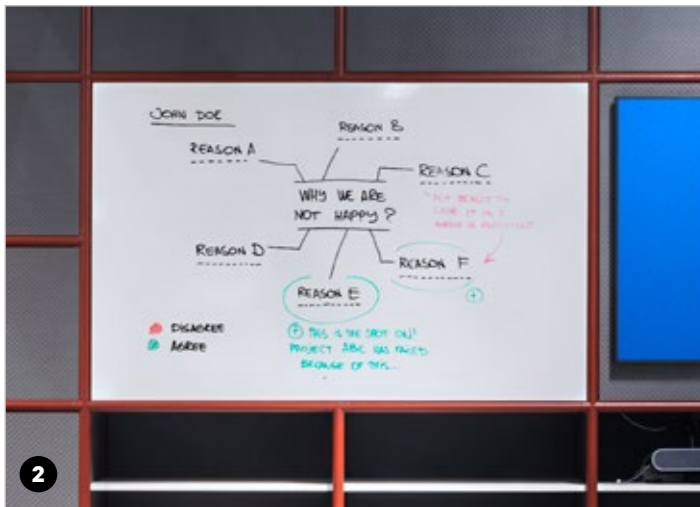 JOHN DOE
REASON B
REASON A
REASON C
WHY WE ARE
NOT HAPPY?
REASON D
REASON F
REASON E
+
DISAGREE
AGREE
+ THIS IS THE SPOT ON!
PROJECT ABC HAS FAILED
BECAUSE OF THIS...
2